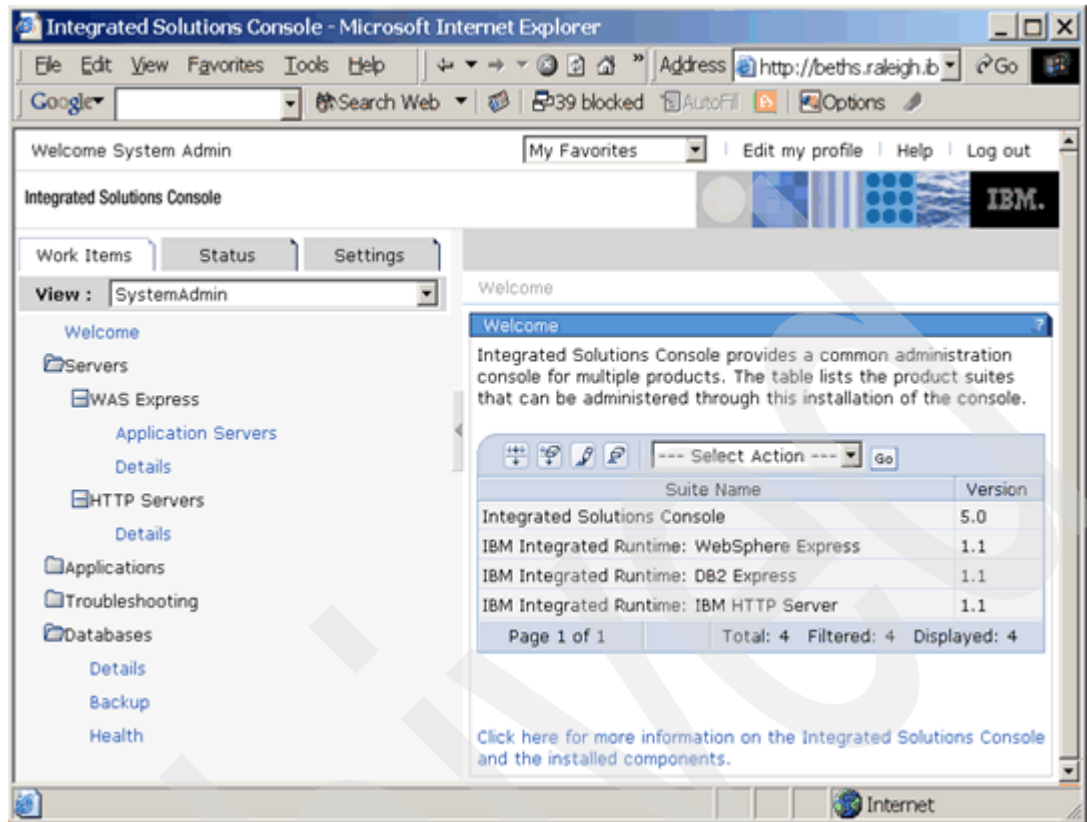 Integrated Solutions Console - Microsoft Internet Explorer
File Edit View Favorites Tools Help
Address http://beths.raleigh.ib Go
Google Search Web 39 blocked AutoFill Options
Welcome System Admin
My Favorites Edit my profile Help Log out
Integrated Solutions Console
IBM.
Work Items Status Settings
View : SystemAdmin
Welcome
Servers
WAS Express
Application Servers
Details
HTTP Servers
Details
Applications
Troubleshooting
Databases
Details
Backup
Health
Welcome
Welcome ?
Integrated Solutions Console provides a common administration
console for multiple products. The table lists the product suites
that can be administered through this installation of the console.
--- Select Action --- Go
Suite Name Version
Integrated Solutions Console 5.0
IBM Integrated Runtime: WebSphere Express 1.1
IBM Integrated Runtime: DB2 Express 1.1
IBM Integrated Runtime: IBM HTTP Server 1.1
Page 1 of 1 Total: 4 Filtered: 4 Displayed: 4
Click here for more information on the Integrated Solutions Console
and the installed components.
Internet